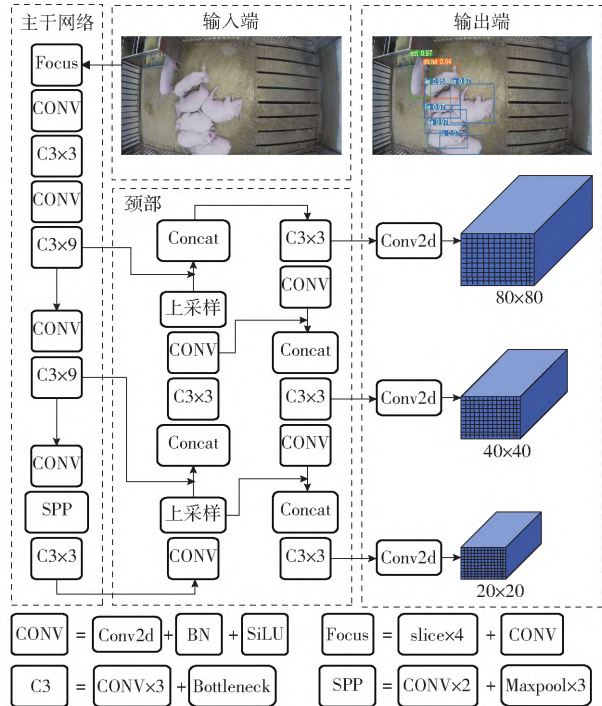 主干网络
输入端
输出端
Focus
CONV
C3×3
CONV
C3×9
CONV
C3×9
CONV
SPP
C3×3
颈部
Concat
上采样
CONV
C3×3
Concat
上采样
CONV
C3×3
CONV
Concat
C3×3
CONV
Concat
C3×3
Conv2d
80×80
Conv2d
40×40
Conv2d
20×20
CONV = Conv2d + BN + SiLU
Focus = slice×4 + CONV
C3 = CONV×3 + Bottleneck
SPP = CONV×2 + Maxpool×3